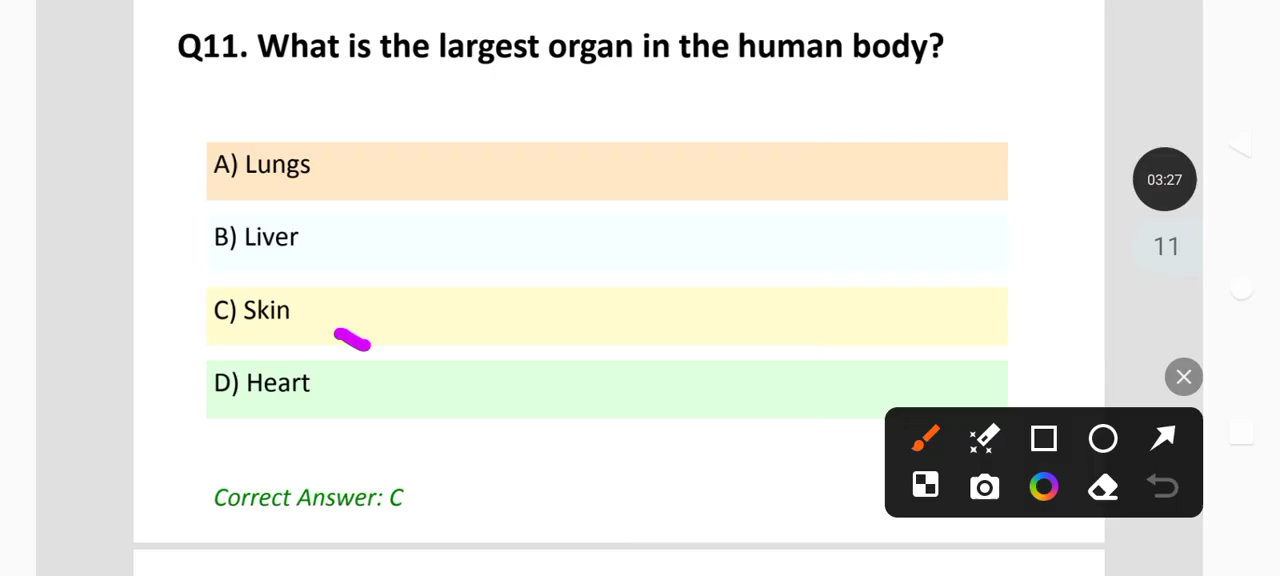 Q11. What is the largest organ in the human body?
A) Lungs
03:27
B) Liver
11
C) Skin
D) Heart
Correct Answer: C